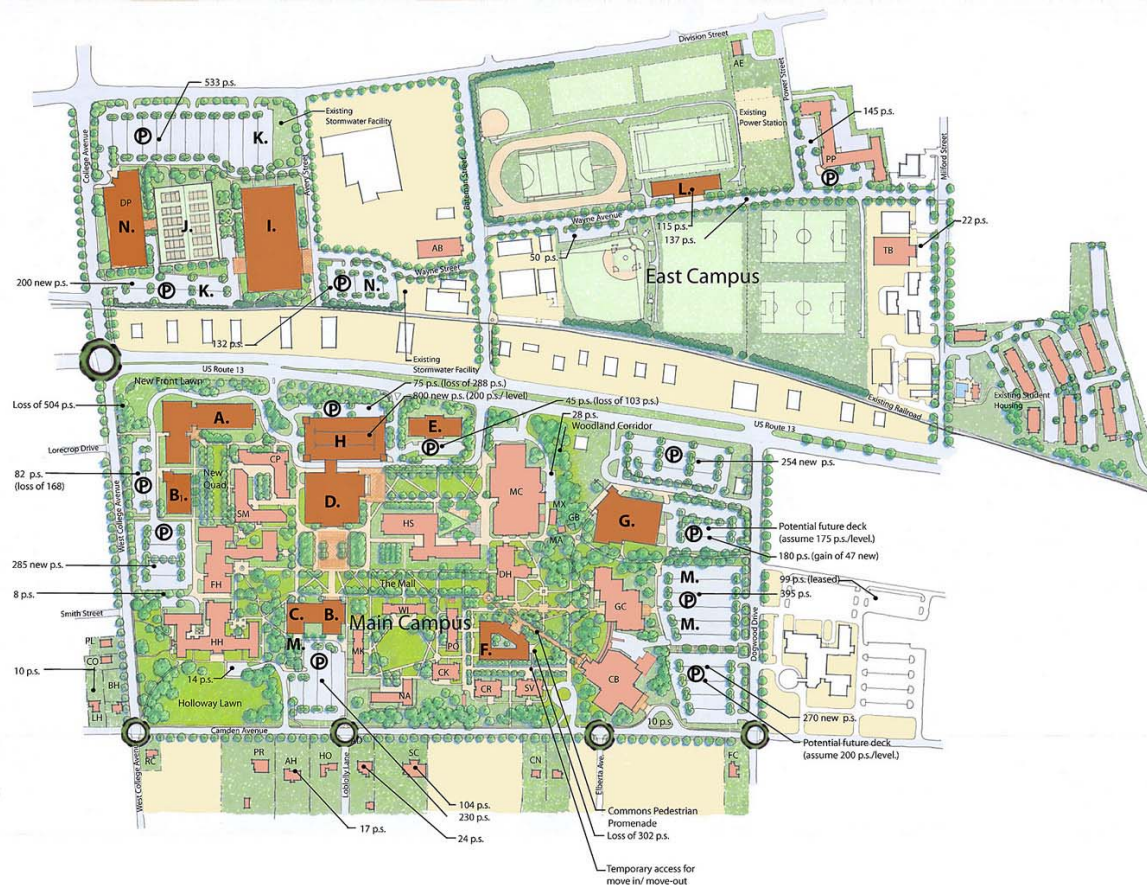 Division Street
533 p.s.
AE
Power Street
Existing
Stormwater Facility
K.
College Avenue
Existing
Power Station
145 p.s.
P
PP
P
Milford Street
Avery Street
Bateman Street
DP
N.
J.
I.
L.
Wayne Avenue
115 p.s.
137 p.s.
22 p.s.
AB
50 p.s.
TB
East Campus
Wayne Street
200 new p.s.
P
K.
P
N.
132 p.s.
Existing
Stormwater Facility
US Route 13
New Front Lawn
75 p.s. (loss of 288 p.s.)
800 new p.s. (200 p.s./ level)
45 p.s. (loss of 103 p.s.)
Existing Railroad
Existing Student
Housing
Loss of 504 p.s.
A.
P
H
E.
P
28 p.s.
Woodland Corridor
US Route 13
Lorecrop Drive
P
254 new p.s.
82 p.s.
(loss of 168)
P
CP
New
Quad
B1.
MC
West College Avenue
SM
D.
HS
MX
GB
MA
G.
P
Potential future deck
(assume 175 p.s./level.)
180 p.s. (gain of 47 new)
P
285 new p.s.
FH
The Mall
DH
8 p.s.
GC
M.
P
M.
99 p.s. (leased)
395 p.s.
Smith Street
C.
B.
WI
Main Campus
HH
M.
MK
PO
F.
Dogwood Drive
PL
CO
10 p.s.
BH
LH
14 p.s.
P
CK
NA
CR
SV
CB
P
Holloway Lawn
10 p.s.
270 new p.s.
Camden Avenue
Potential future deck
(assume 200 p.s./level.)
RC
PR
AH
HO
SC
CN
FC
West College Avenue
Loblolly Lane
Elberta Ave.
104 p.s.
230 p.s.
17 p.s.
24 p.s.
Commons Pedestrian
Promenade
Loss of 302 p.s.
Temporary access for
move in/ move-out